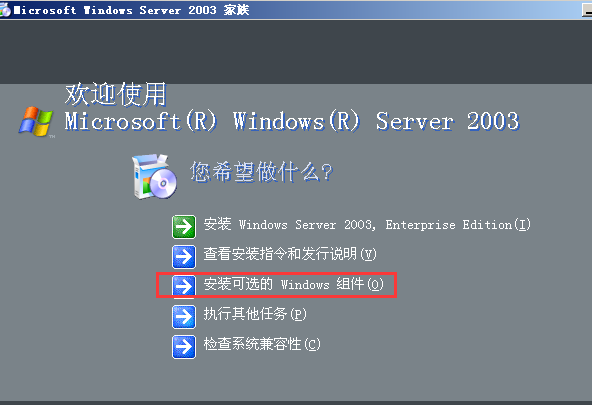 Microsoft Windows Server 2003 家族
欢迎使用
Microsoft(R) Windows(R) Server 2003
您希望做什么?
安装 Windows Server 2003, Enterprise Edition(I)
查看安装指令和发行说明(V)
安装可选的 Windows 组件(O)
执行其他任务(P)
检查系统兼容性(C)